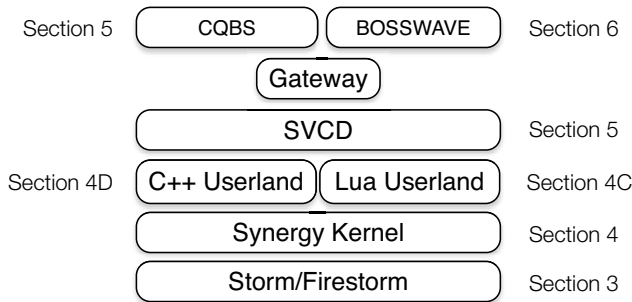 Section 5 CQBS BOSSWAVE Section 6
Gateway
SVCD Section 5
Section 4D C++ Userland Lua Userland Section 4C
Synergy Kernel Section 4
Storm/Firestorm Section 3